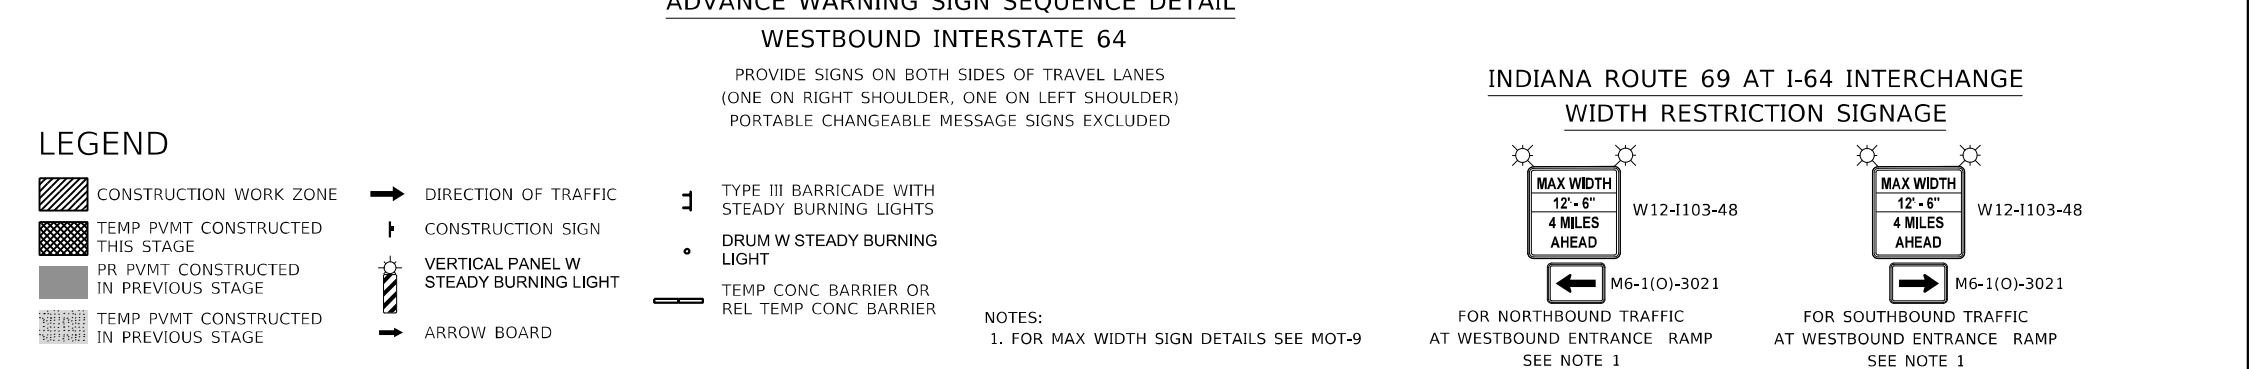 ADVANCE WARNING SIGN SEQUENCE DETAIL
WESTBOUND INTERSTATE 64
PROVIDE SIGNS ON BOTH SIDES OF TRAVEL LANES
(ONE ON RIGHT SHOULDER, ONE ON LEFT SHOULDER)
PORTABLE CHANGEABLE MESSAGE SIGNS EXCLUDED
LEGEND
CONSTRUCTION WORK ZONE
TEMP PVMT CONSTRUCTED
THIS STAGE
PR PVMT CONSTRUCTED
IN PREVIOUS STAGE
TEMP PVMT CONSTRUCTED
IN PREVIOUS STAGE
DIRECTION OF TRAFFIC
CONSTRUCTION SIGN
VERTICAL PANEL W
STEADY BURNING LIGHT
ARROW BOARD
TYPE III BARRICADE WITH
STEADY BURNING LIGHTS
DRUM W STEADY BURNING
LIGHT
TEMP CONC BARRIER OR
REL TEMP CONC BARRIER
NOTES:
1. FOR MAX WIDTH SIGN DETAILS SEE MOT-9
INDIANA ROUTE 69 AT I-64 INTERCHANGE
WIDTH RESTRICTION SIGNAGE
MAX WIDTH
12' - 6"
4 MILES
AHEAD
W12-I103-48
M6-1(O)-3021
FOR NORTHBOUND TRAFFIC
AT WESTBOUND ENTRANCE RAMP
SEE NOTE 1
MAX WIDTH
12' - 6"
4 MILES
AHEAD
W12-I103-48
M6-1(O)-3021
FOR SOUTHBOUND TRAFFIC
AT WESTBOUND ENTRANCE RAMP
SEE NOTE 1